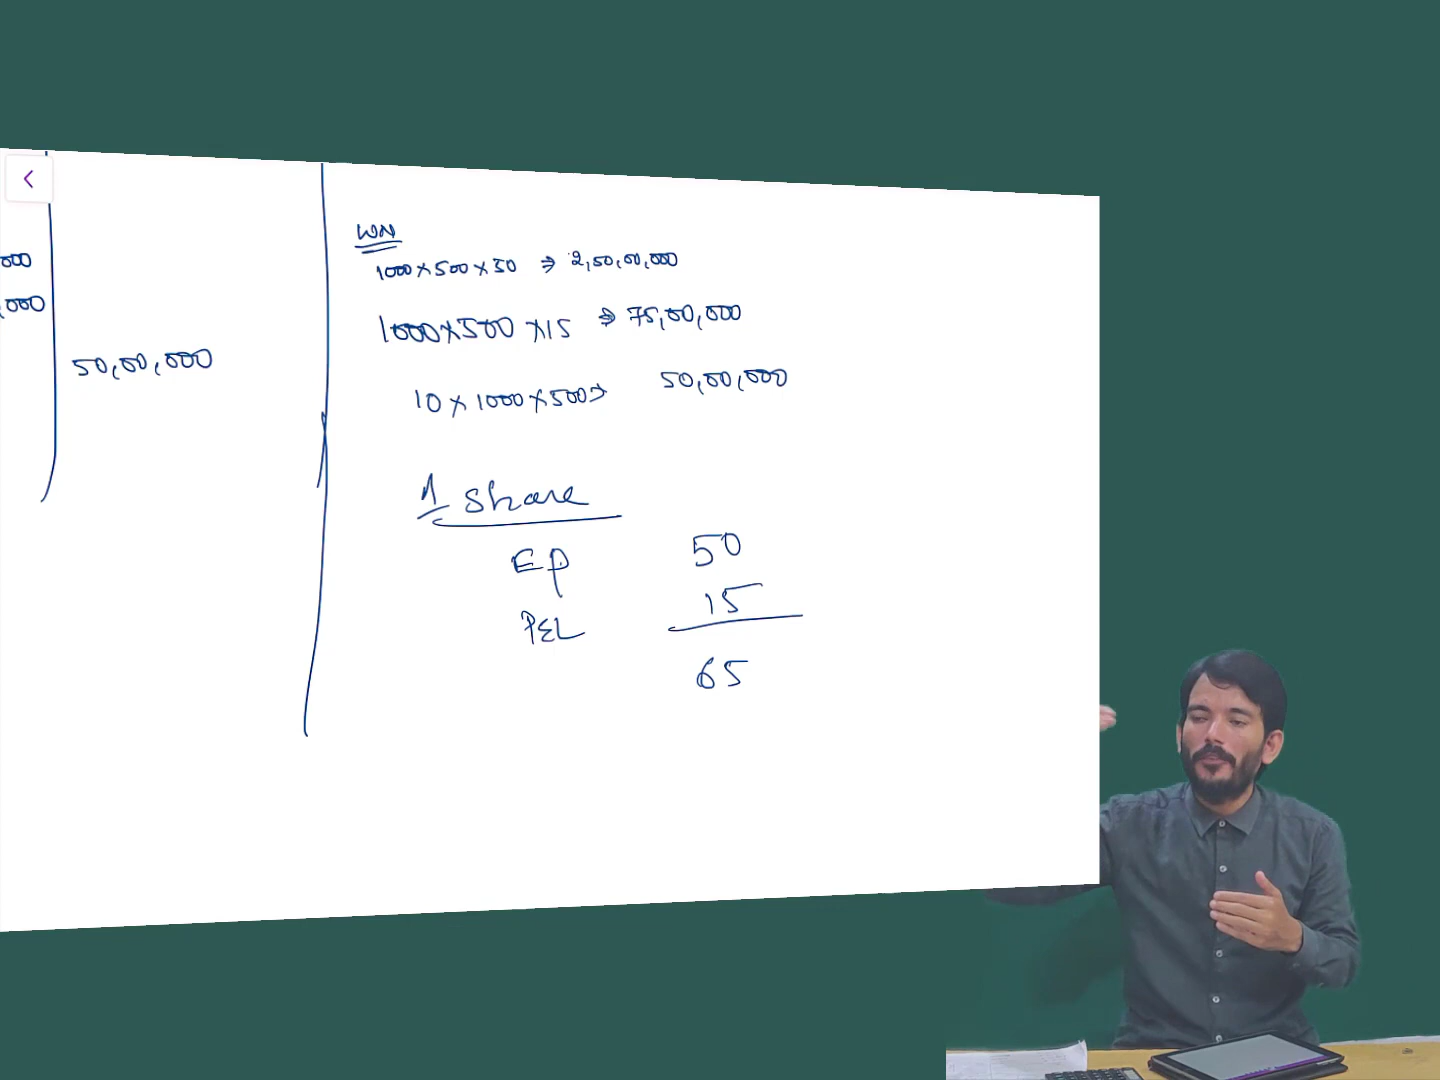 000
,000
50,00,000
WN
1000 × 500 × 50 ⇒ 2,50,00,000
1000 × 500 × 15 ⇒ 75,00,000
10 × 1000 × 500 ⇒ 50,00,000
1 Share
EP 50
PEL 15
65